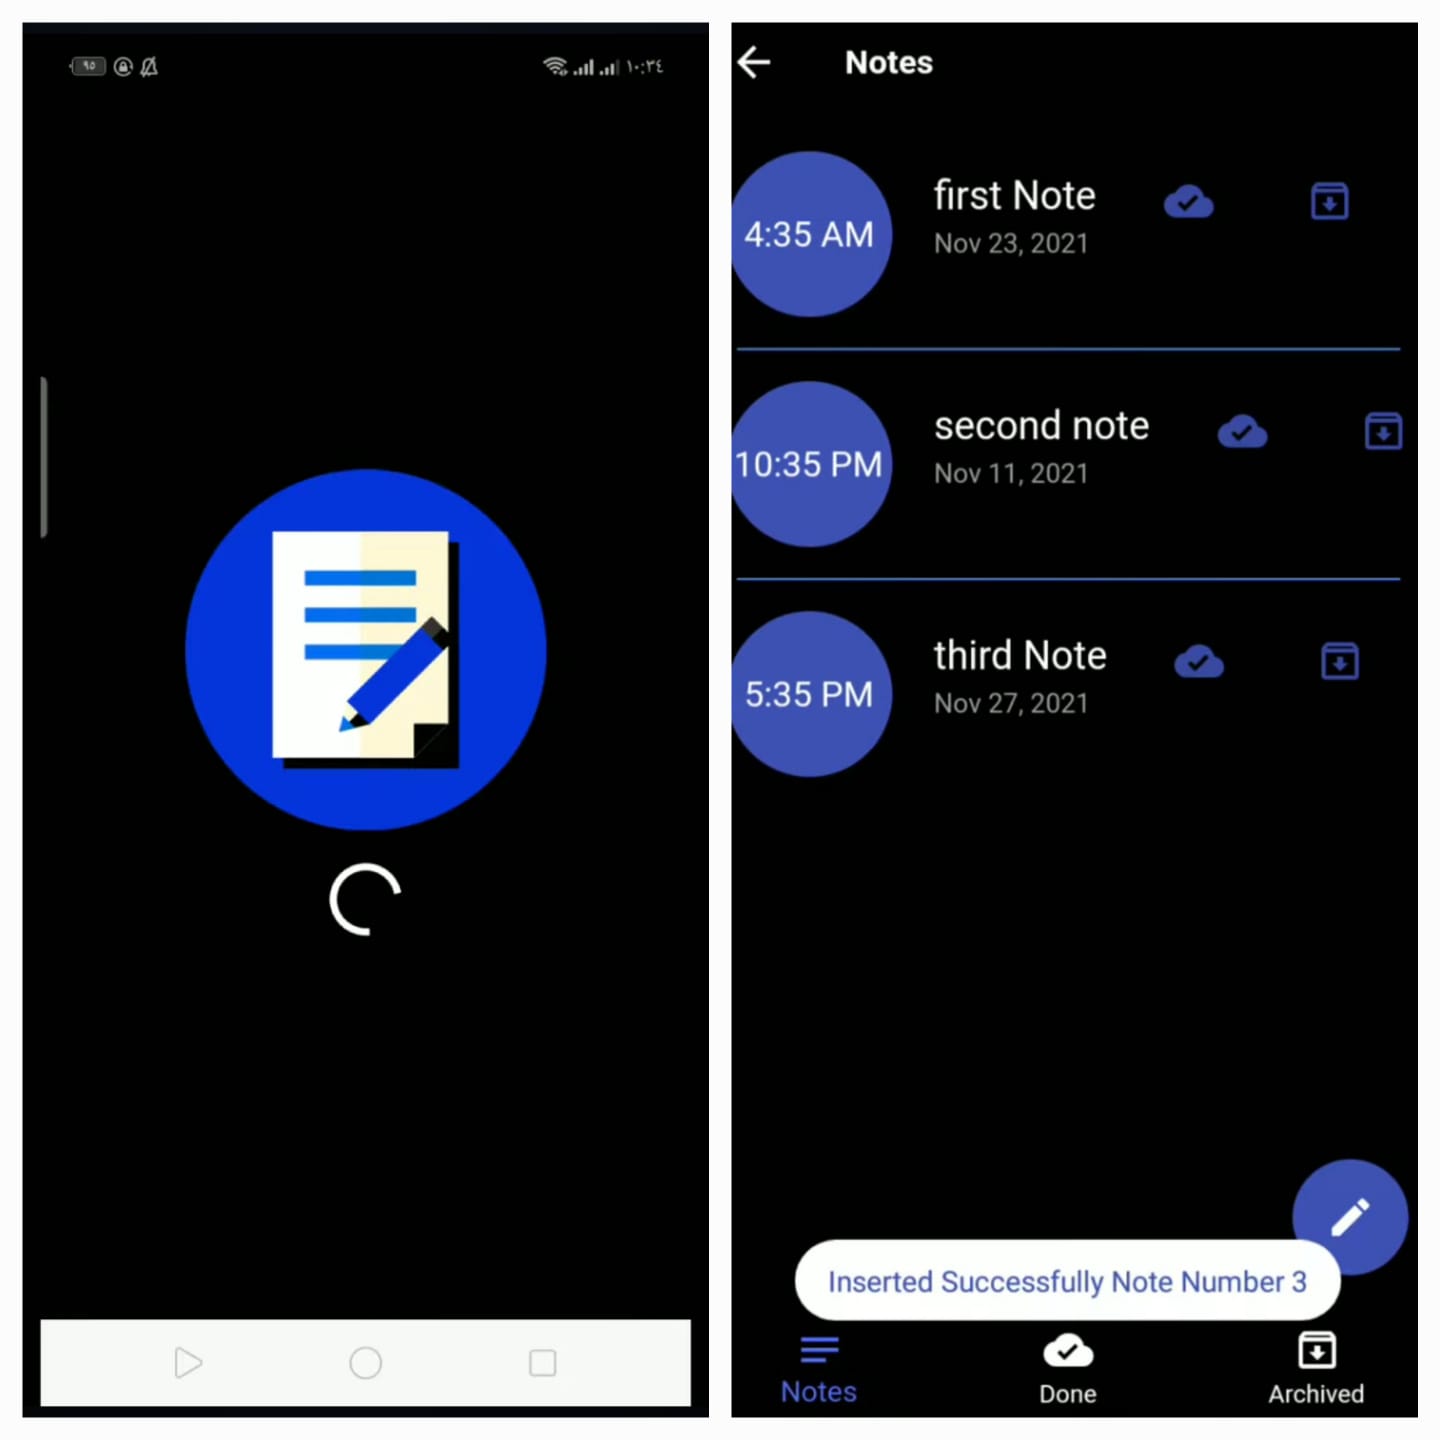 ٩٥
١٠:٣٤
Notes
4:35 AM
first Note
Nov 23, 2021
10:35 PM
second note
Nov 11, 2021
5:35 PM
third Note
Nov 27, 2021
Inserted Successfully Note Number 3
Notes
Done
Archived